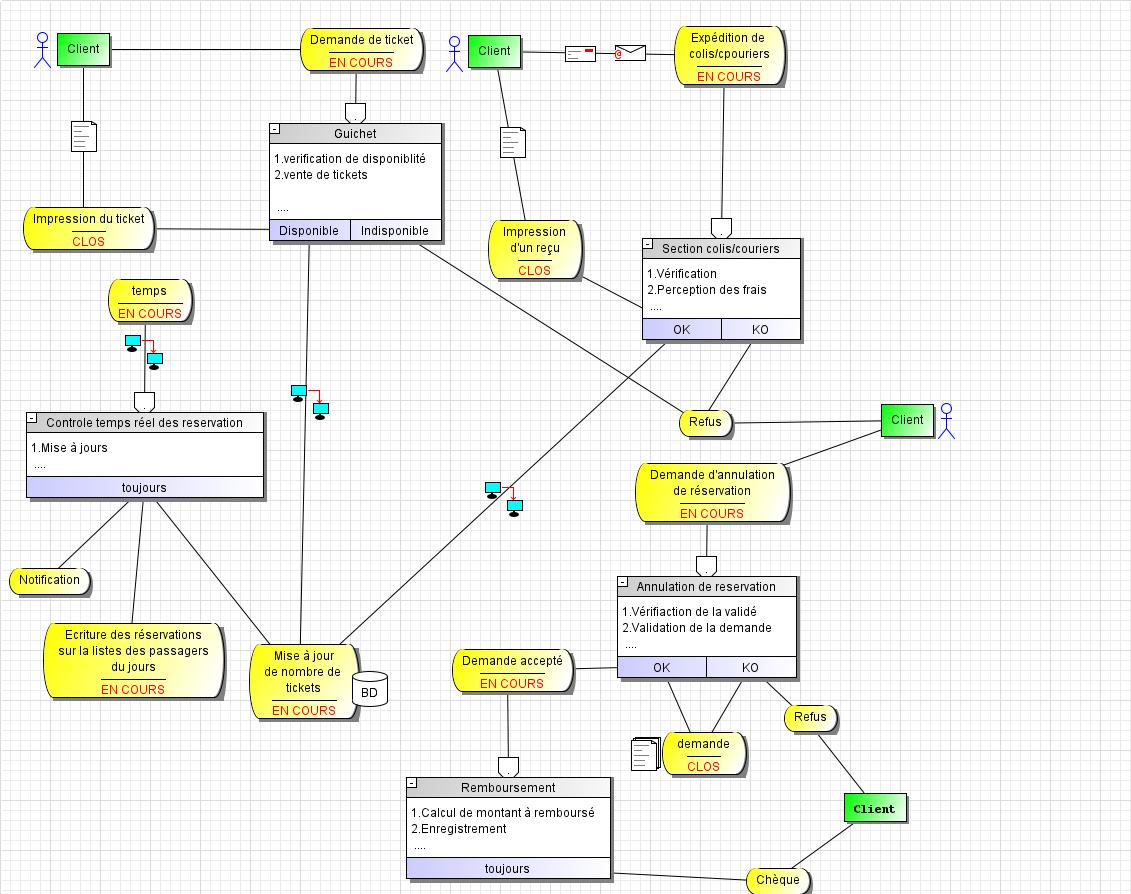 Client
Demande de ticket
EN COURS
Client
@
Expédition de
colis/cpouriers
EN COURS
Guichet
1.verification de disponiblité
2.vente de tickets
....
Disponible
Indisponible
Impression du ticket
CLOS
Impression
d'un reçu
CLOS
Section colis/couriers
1.Vérification
2.Perception des frais
....
OK
KO
temps
EN COURS
Controle temps réel des reservation
1.Mise à jours
....
toujours
Refus
Client
Demande d'annulation
de réservation
EN COURS
Notification
Ecriture des réservations
sur la listes des passagers
du jours
EN COURS
Mise à jour
de nombre de
tickets
EN COURS
BD
Annulation de reservation
1.Vérifiaction de la validé
2.Validation de la demande
....
OK
KO
Demande accepté
EN COURS
Refus
demande
CLOS
Remboursement
1.Calcul de montant à remboursé
2.Enregistrement
....
toujours
Client
Chèque